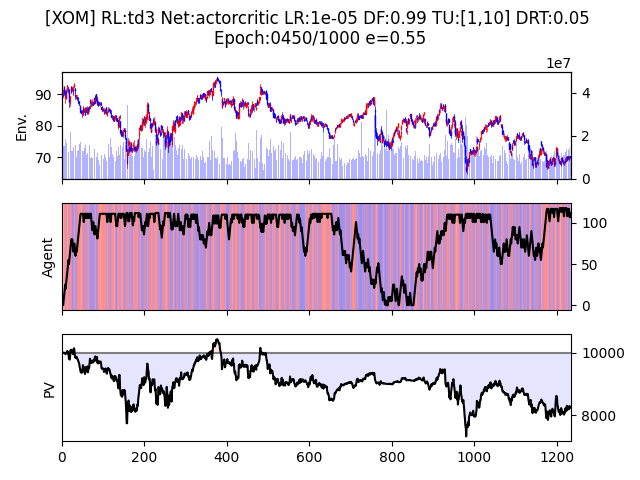 [XOM] RL:td3 Net:actorcritic LR:1e-05 DF:0.99 TU:[1,10] DRT:0.05
Epoch:0450/1000 e=0.55
1e7
Env.
90
80
70
4
2
0
Agent
100
50
0
PV
10000
8000
0 200 400 600 800 1000 1200